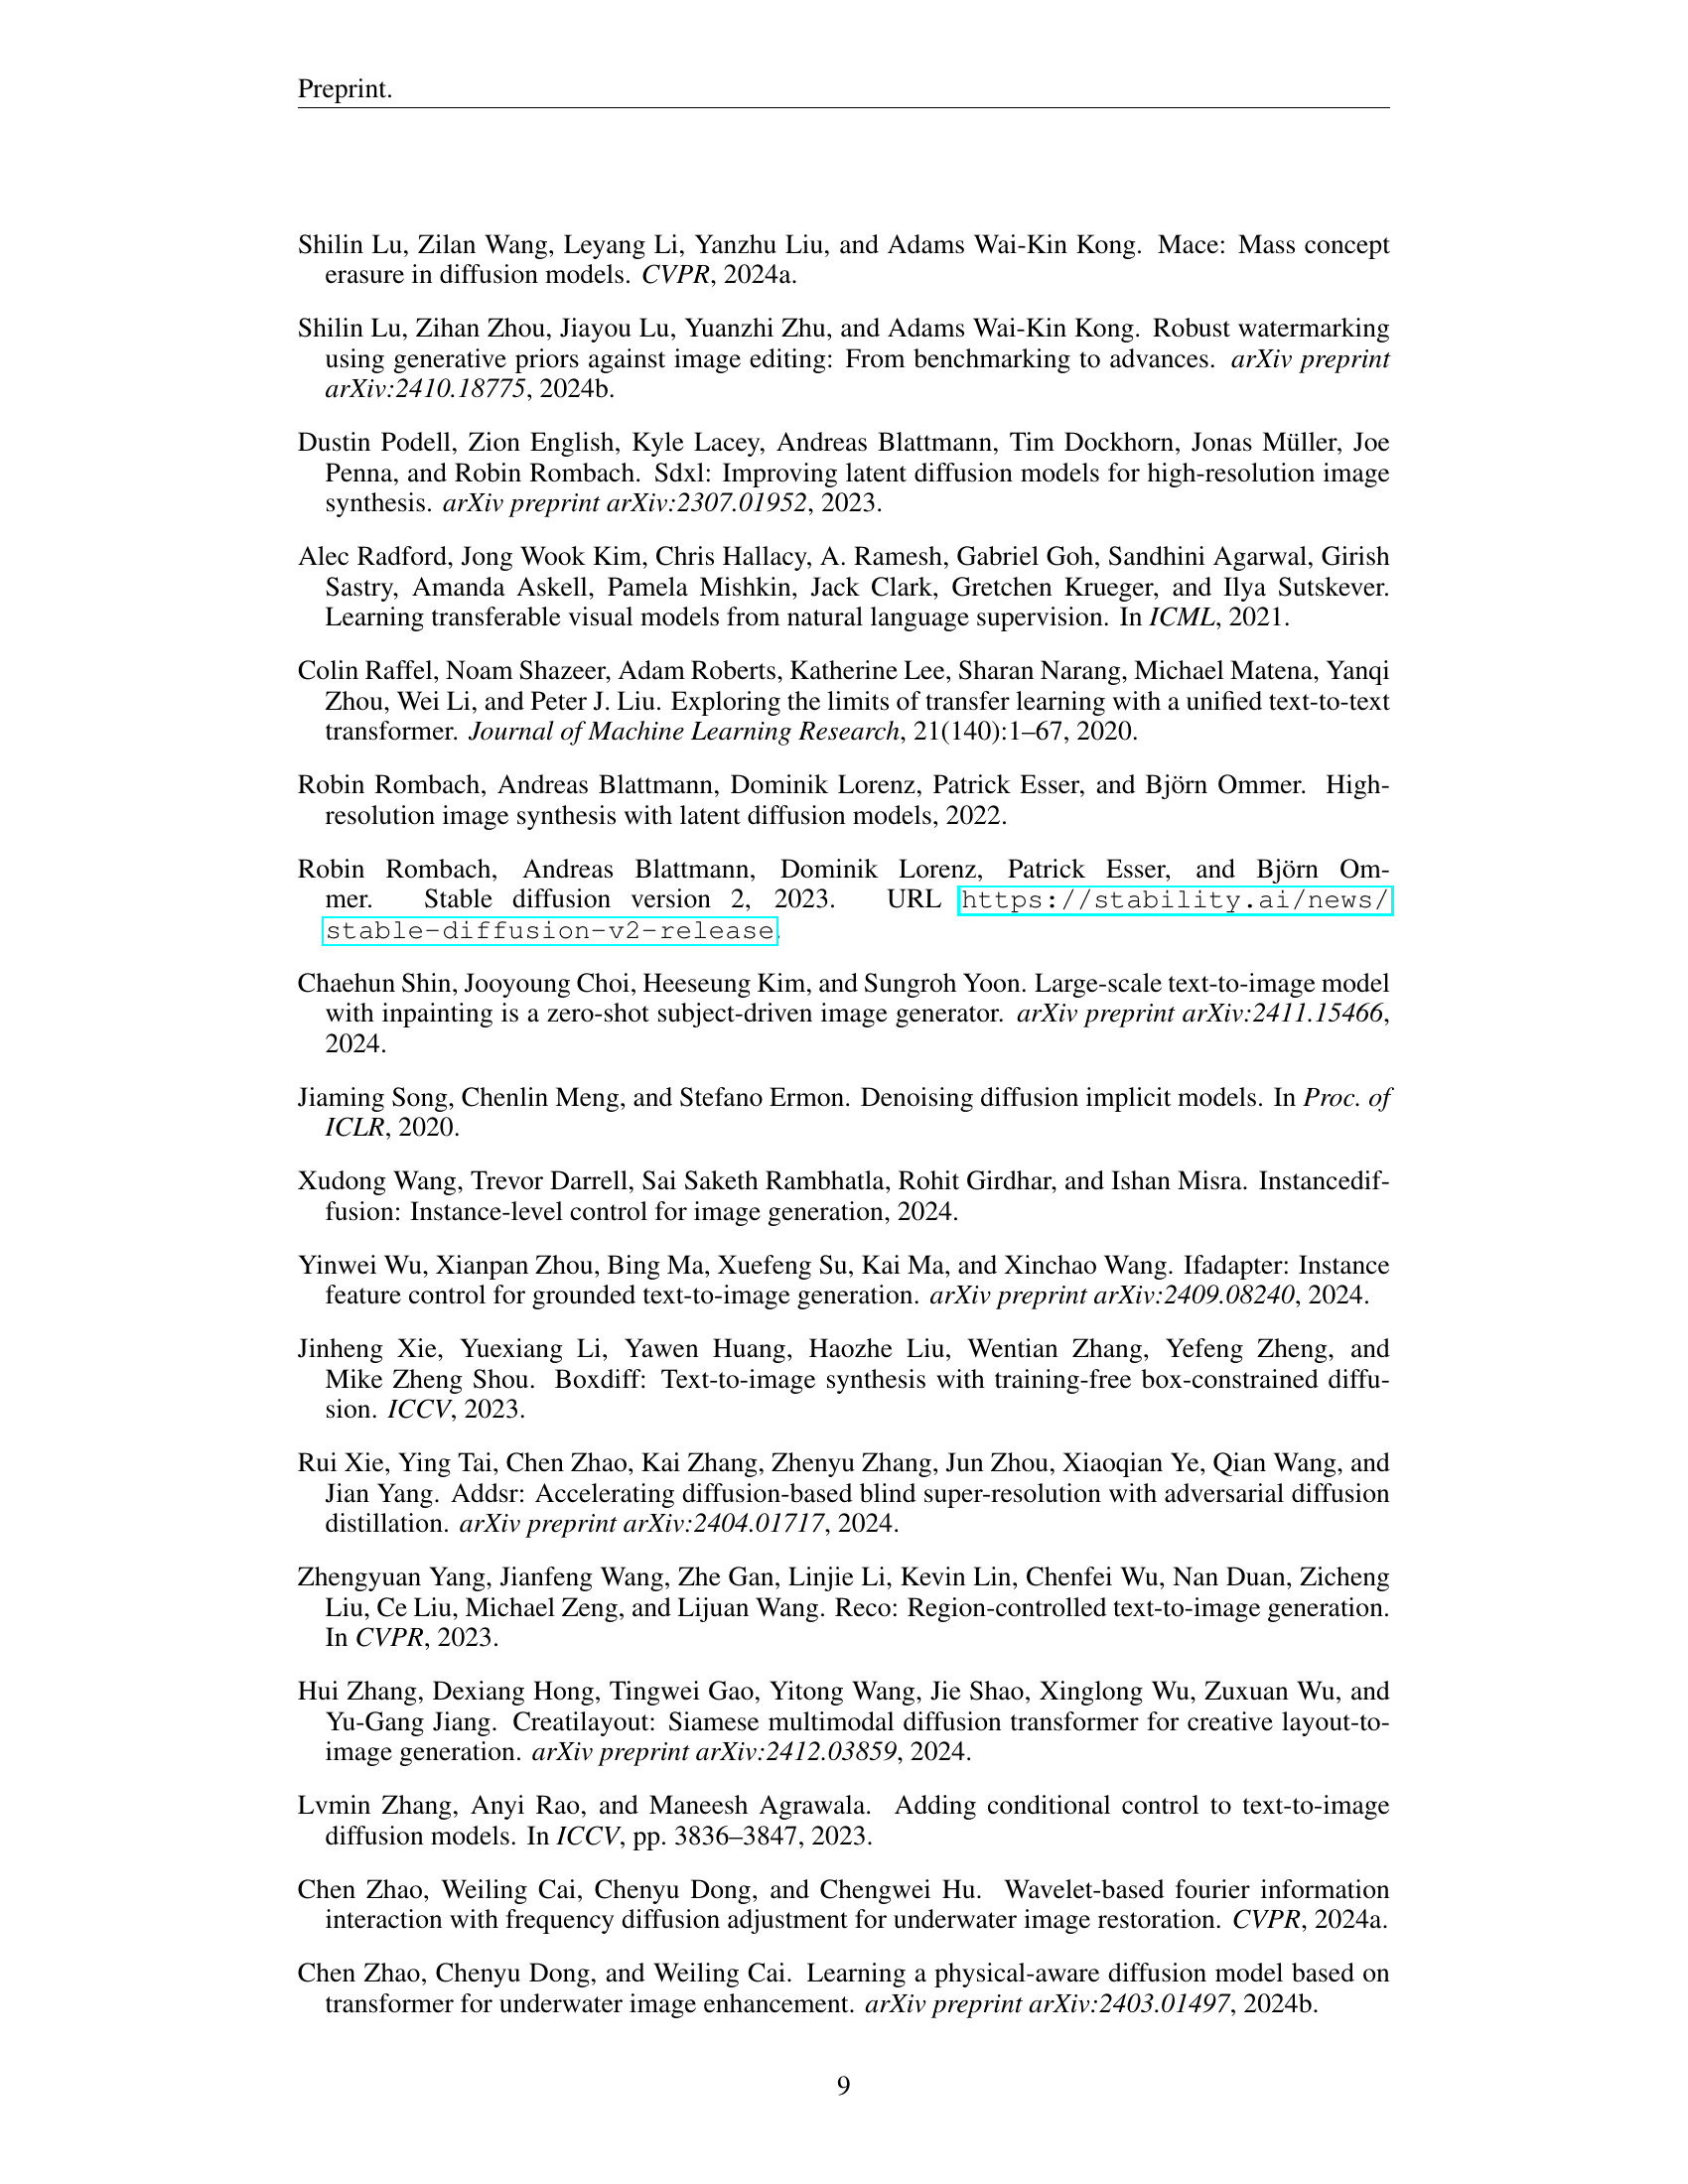 Preprint.
Shilin Lu, Zilan Wang, Leyang Li, Yanzhu Liu, and Adams Wai-Kin Kong. Mace: Mass concept
erasure in diffusion models. CVPR, 2024a.
Shilin Lu, Zihan Zhou, Jiayou Lu, Yuanzhi Zhu, and Adams Wai-Kin Kong. Robust watermarking
using generative priors against image editing: From benchmarking to advances. arXiv preprint
arXiv:2410.18775, 2024b.
Dustin Podell, Zion English, Kyle Lacey, Andreas Blattmann, Tim Dockhorn, Jonas Müller, Joe
Penna, and Robin Rombach. Sdxl: Improving latent diffusion models for high-resolution image
synthesis. arXiv preprint arXiv:2307.01952, 2023.
Alec Radford, Jong Wook Kim, Chris Hallacy, A. Ramesh, Gabriel Goh, Sandhini Agarwal, Girish
Sastry, Amanda Askell, Pamela Mishkin, Jack Clark, Gretchen Krueger, and Ilya Sutskever.
Learning transferable visual models from natural language supervision. In ICML, 2021.
Colin Raffel, Noam Shazeer, Adam Roberts, Katherine Lee, Sharan Narang, Michael Matena, Yanqi
Zhou, Wei Li, and Peter J. Liu. Exploring the limits of transfer learning with a unified text-to-text
transformer. Journal of Machine Learning Research, 21(140):1–67, 2020.
Robin Rombach, Andreas Blattmann, Dominik Lorenz, Patrick Esser, and Björn Ommer. High-
resolution image synthesis with latent diffusion models, 2022.
Robin Rombach, Andreas Blattmann, Dominik Lorenz, Patrick Esser, and Björn Om-
mer. Stable diffusion version 2, 2023. URL https://stability.ai/news/
stable-diffusion-v2-release.
Chaehun Shin, Jooyoung Choi, Heeseung Kim, and Sungroh Yoon. Large-scale text-to-image model
with inpainting is a zero-shot subject-driven image generator. arXiv preprint arXiv:2411.15466,
2024.
Jiaming Song, Chenlin Meng, and Stefano Ermon. Denoising diffusion implicit models. In Proc. of
ICLR, 2020.
Xudong Wang, Trevor Darrell, Sai Saketh Rambhatla, Rohit Girdhar, and Ishan Misra. Instancedif-
fusion: Instance-level control for image generation, 2024.
Yinwei Wu, Xianpan Zhou, Bing Ma, Xuefeng Su, Kai Ma, and Xinchao Wang. Ifadapter: Instance
feature control for grounded text-to-image generation. arXiv preprint arXiv:2409.08240, 2024.
Jinheng Xie, Yuexiang Li, Yawen Huang, Haozhe Liu, Wentian Zhang, Yefeng Zheng, and
Mike Zheng Shou. Boxdiff: Text-to-image synthesis with training-free box-constrained diffu-
sion. ICCV, 2023.
Rui Xie, Ying Tai, Chen Zhao, Kai Zhang, Zhenyu Zhang, Jun Zhou, Xiaoqian Ye, Qian Wang, and
Jian Yang. Addsr: Accelerating diffusion-based blind super-resolution with adversarial diffusion
distillation. arXiv preprint arXiv:2404.01717, 2024.
Zhengyuan Yang, Jianfeng Wang, Zhe Gan, Linjie Li, Kevin Lin, Chenfei Wu, Nan Duan, Zicheng
Liu, Ce Liu, Michael Zeng, and Lijuan Wang. Reco: Region-controlled text-to-image generation.
In CVPR, 2023.
Hui Zhang, Dexiang Hong, Tingwei Gao, Yitong Wang, Jie Shao, Xinglong Wu, Zuxuan Wu, and
Yu-Gang Jiang. Creatilayout: Siamese multimodal diffusion transformer for creative layout-to-
image generation. arXiv preprint arXiv:2412.03859, 2024.
Lvmin Zhang, Anyi Rao, and Maneesh Agrawala. Adding conditional control to text-to-image
diffusion models. In ICCV, pp. 3836–3847, 2023.
Chen Zhao, Weiling Cai, Chenyu Dong, and Chengwei Hu. Wavelet-based fourier information
interaction with frequency diffusion adjustment for underwater image restoration. CVPR, 2024a.
Chen Zhao, Chenyu Dong, and Weiling Cai. Learning a physical-aware diffusion model based on
transformer for underwater image enhancement. arXiv preprint arXiv:2403.01497, 2024b.
9